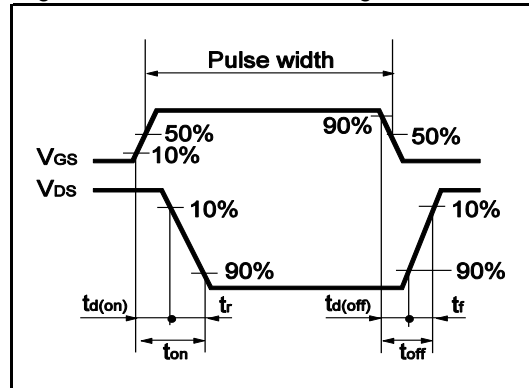 Pulse width
90%
50%
50%
10%
VGS
VDS
10%
10%
90%
90%
td(on)
tr
td(off)
tf
ton
toff